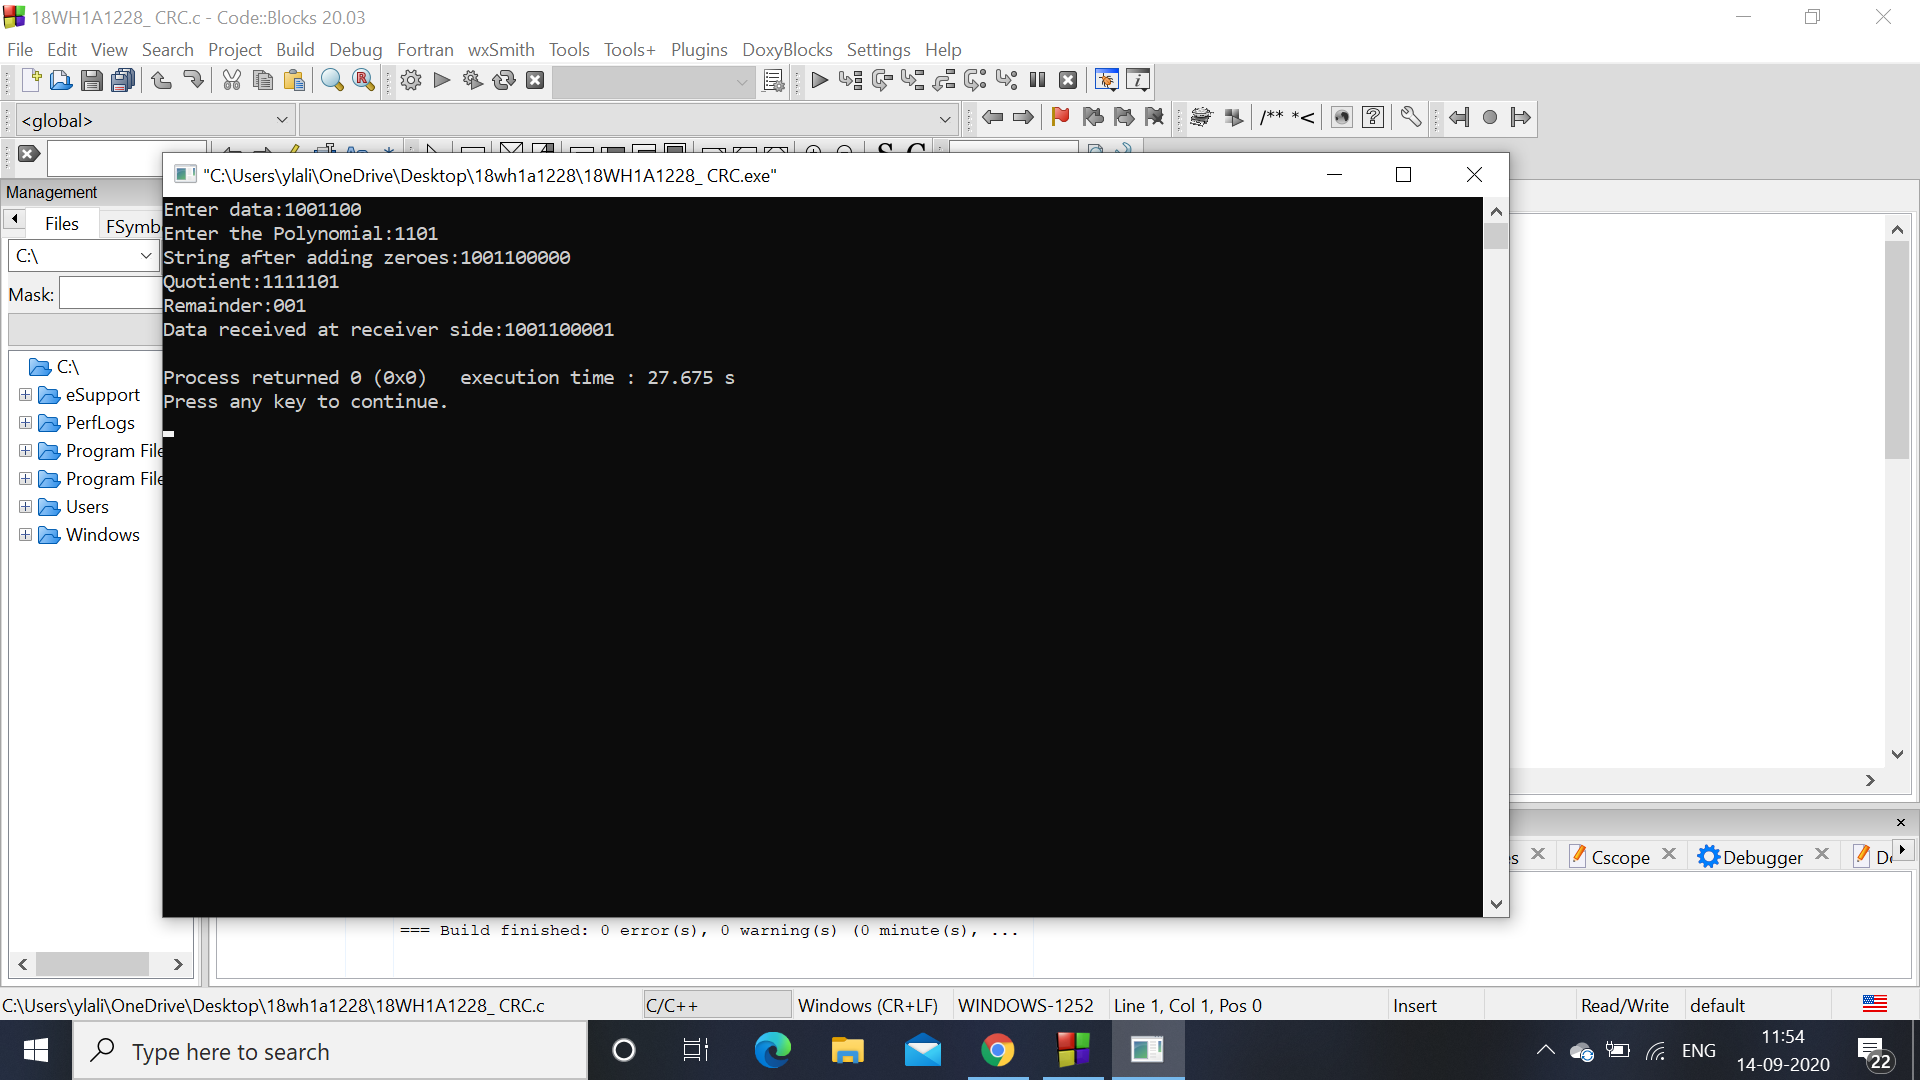 18WH1A1228_ CRC.c - Code::Blocks 20.03
File Edit View Search Project Build Debug Fortran wxSmith Tools Tools+ Plugins DoxyBlocks Settings Help
<global>
/** *<
Management
Files FSymb
C:\
Mask:
C:\
eSupport
PerfLogs
Program File
Program File
Users
Windows
"C:\Users\ylali\OneDrive\Desktop\18wh1a1228\18WH1A1228_ CRC.exe"
Enter data:1001100
Enter the Polynomial:1101
String after adding zeroes:1001100000
Quotient:1111101
Remainder:001
Data received at receiver side:1001100001
Process returned 0 (0x0) execution time : 27.675 s
Press any key to continue.
Cscope Debugger
=== Build finished: 0 error(s), 0 warning(s) (0 minute(s), ...
C:\Users\ylali\OneDrive\Desktop\18wh1a1228\18WH1A1228_ CRC.c C/C++ Windows (CR+LF) WINDOWS-1252 Line 1, Col 1, Pos 0 Insert Read/Write default
Type here to search
ENG
11:54
14-09-2020
22